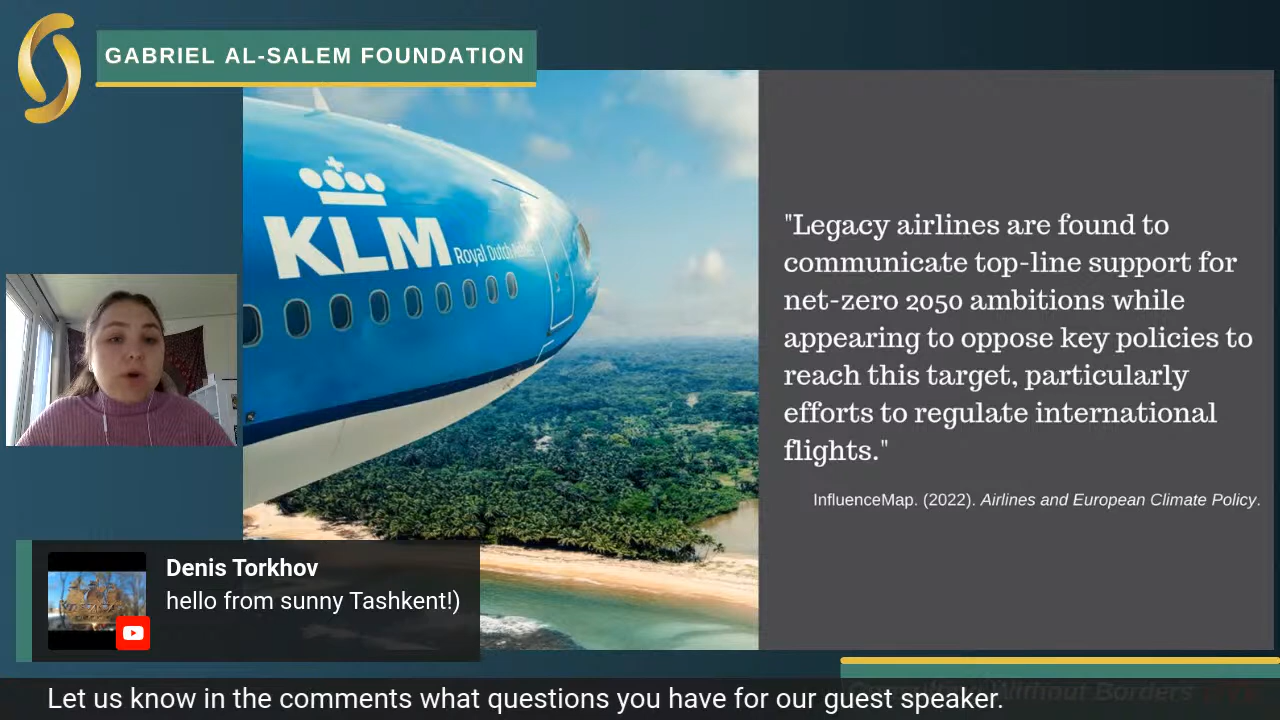 GABRIEL AL-SALEM FOUNDATION
KLM Royal Dutch
"Legacy airlines are found to
communicate top-line support for
net-zero 2050 ambitions while
appearing to oppose key policies to
reach this target, particularly
efforts to regulate international
flights."
InfluenceMap. (2022). Airlines and European Climate Policy.
Denis Torkhov
hello from sunny Tashkent!)
Without Borders
Let us know in the comments what questions you have for our guest speaker.